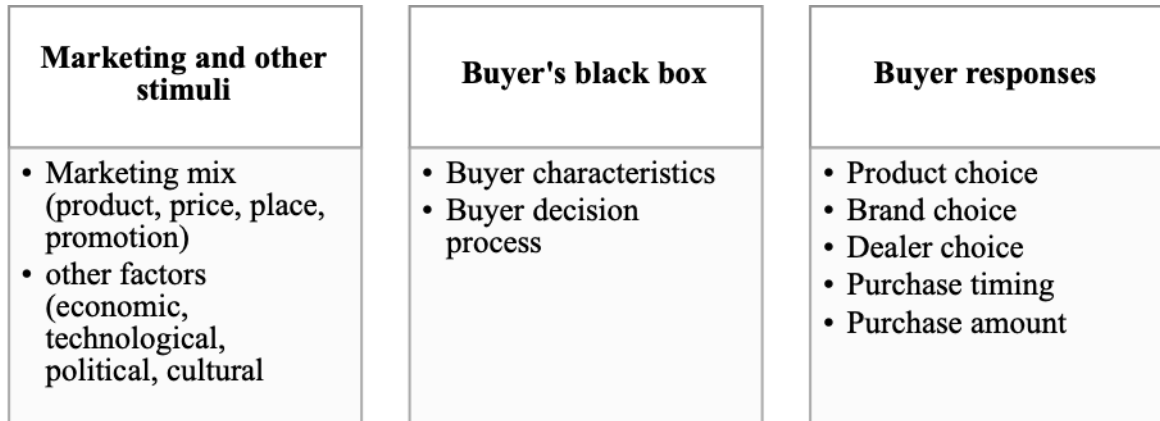 Marketing and other
stimuli
• Marketing mix
(product, price, place,
promotion)
• other factors
(economic,
technological,
political, cultural
Buyer's black box
• Buyer characteristics
• Buyer decision
process
Buyer responses
• Product choice
• Brand choice
• Dealer choice
• Purchase timing
• Purchase amount